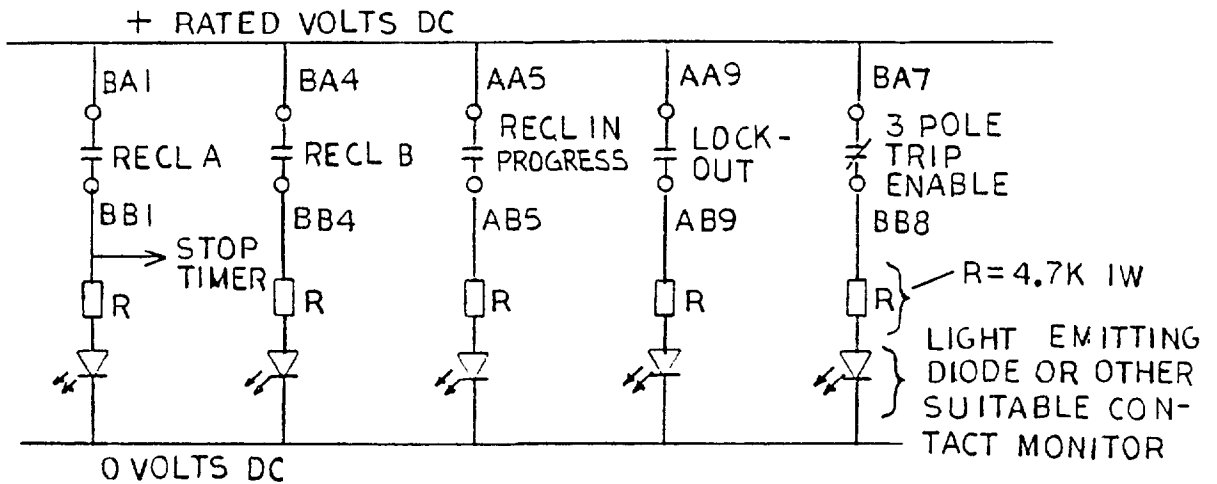 + RATED VOLTS DC
BA1
BA4
AA5
AA9
BA7
RECL A
RECL B
RECL IN
PROGRESS
LOCK-
OUT
3 POLE
TRIP
ENABLE
BB1
BB4
AB5
AB9
BB8
STOP
TIMER
R
R
R
R
R
R=4.7K 1W
LIGHT EMITTING
DIODE OR OTHER
SUITABLE CON-
TACT MONITOR
0 VOLTS DC